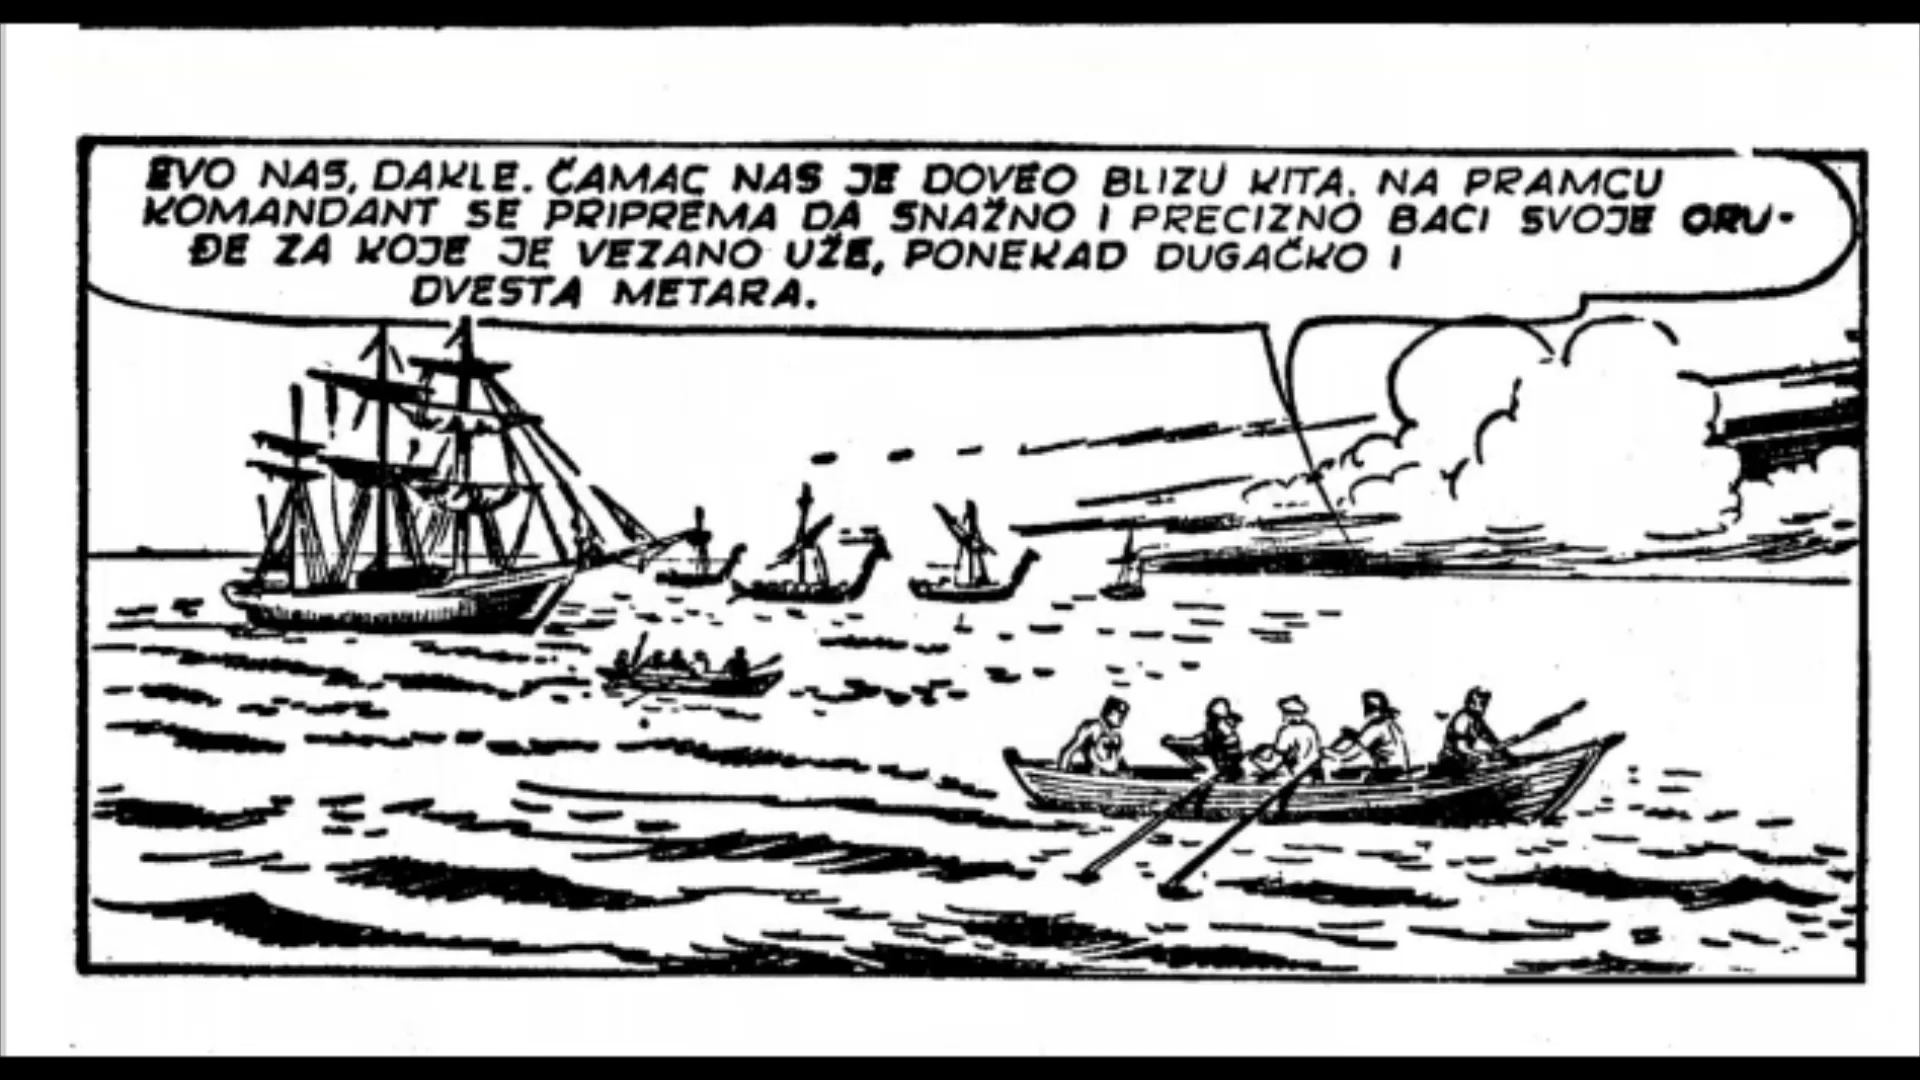 EVO NAS, DAKLE. ČAMAC NAS JE DOVEO BLIZU KITA. NA PRAMCU
KOMANDANT SE PRIPREMA DA SNAŽNO I PRECIZNO BACI SVOJE ORU-
ĐE ZA KOJE JE VEZANO UŽE, PONEKAD DUGAČKO I
DVESTA METARA.